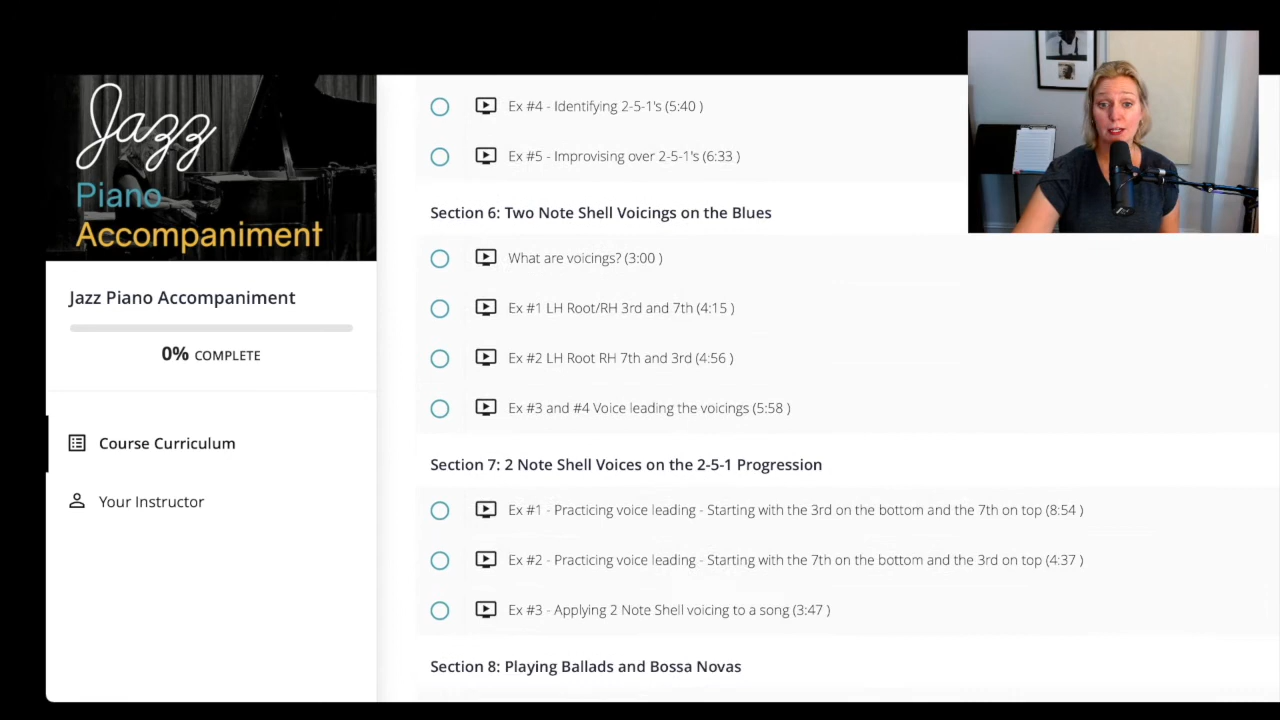 Jazz
Piano
Accompaniment
Jazz Piano Accompaniment
0% COMPLETE
Course Curriculum
Your Instructor
Ex #4 - Identifying 2-5-1's (5:40 )
Ex #5 - Improvising over 2-5-1's (6:33 )
Section 6: Two Note Shell Voicings on the Blues
What are voicings? (3:00 )
Ex #1 LH Root/RH 3rd and 7th (4:15 )
Ex #2 LH Root RH 7th and 3rd (4:56 )
Ex #3 and #4 Voice leading the voicings (5:58 )
Section 7: 2 Note Shell Voices on the 2-5-1 Progression
Ex #1 - Practicing voice leading - Starting with the 3rd on the bottom and the 7th on top (8:54 )
Ex #2 - Practicing voice leading - Starting with the 7th on the bottom and the 3rd on top (4:37 )
Ex #3 - Applying 2 Note Shell voicing to a song (3:47 )
Section 8: Playing Ballads and Bossa Novas